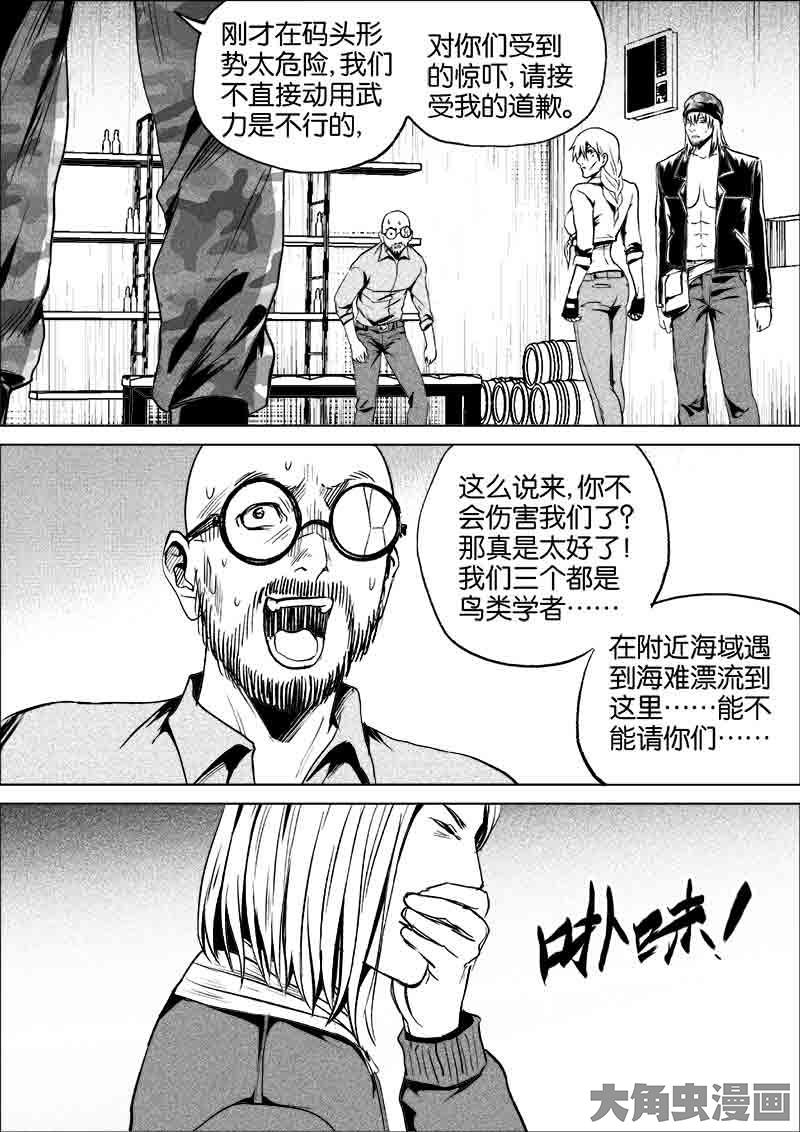 刚才在码头形
势太危险,我们
不直接动用武
力是不行的,
对你们受到
的惊吓,请接
受我的道歉。
这么说来,你不
会伤害我们了?
那真是太好了!
我们三个都是
鸟类学者……
在附近海域遇
到海难漂流到
这里……能不
能请你们……
噗哧!
大角虫漫画